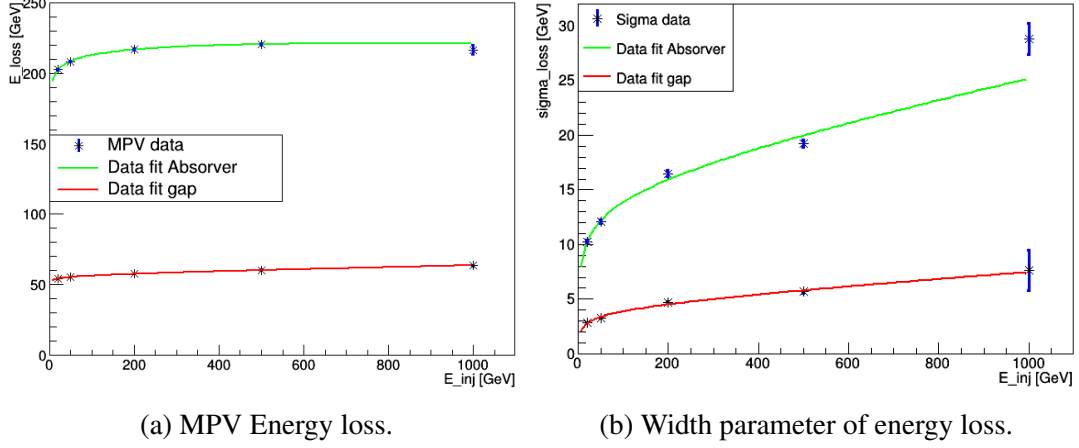 E_loss [GeV]
250
200
150
100
50
0
MPV data
Data fit Absorver
Data fit gap
0 200 400 600 800 1000
E_inj [GeV]
(a) MPV Energy loss.
sigma_loss [GeV]
30
25
20
15
10
5
0
Sigma data
Data fit Absorver
Data fit gap
0 200 400 600 800 1000
E_inj [GeV]
(b) Width parameter of energy loss.